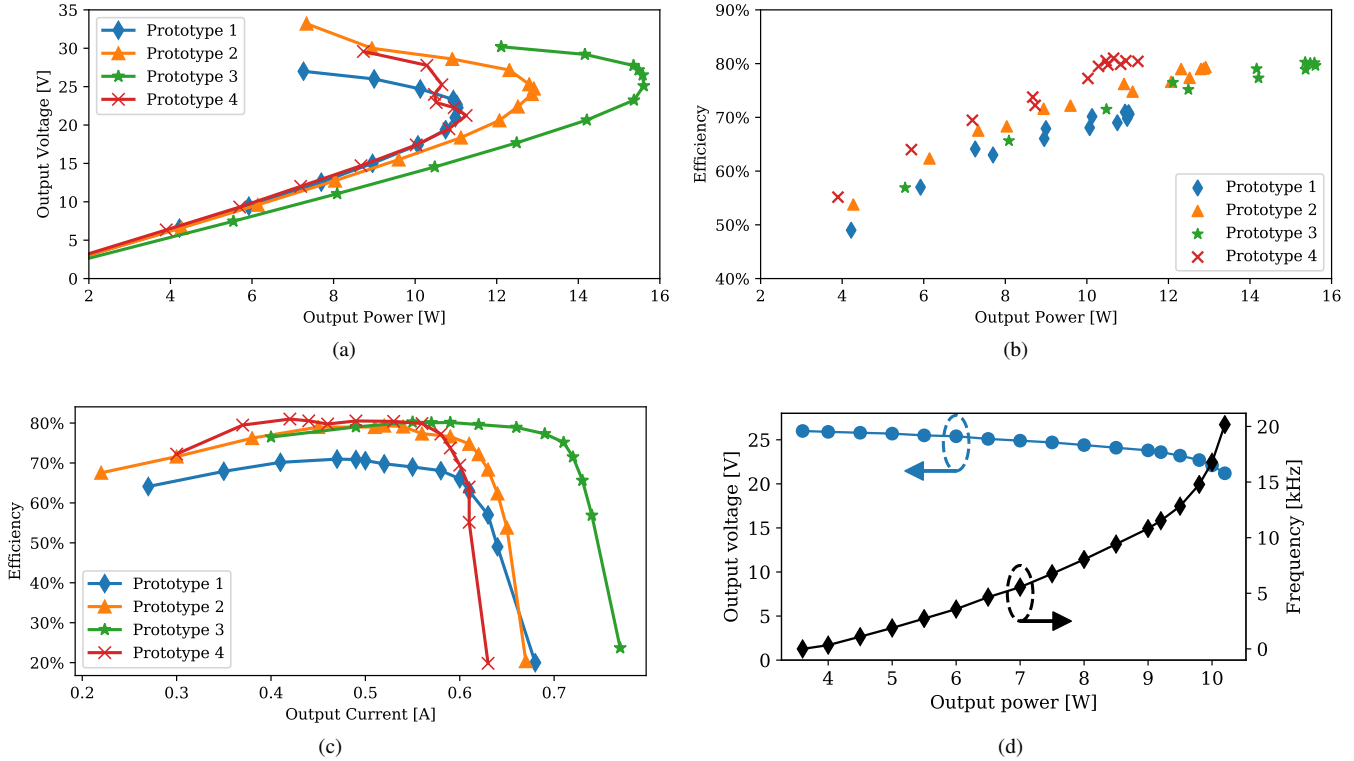 35
30
25
20
15
10
5
0
Output Voltage [V]
Prototype 1
Prototype 2
Prototype 3
Prototype 4
2 4 6 8 10 12 14 16
Output Power [W]
(a)
90%
80%
70%
60%
50%
40%
Efficiency
Prototype 1
Prototype 2
Prototype 3
Prototype 4
2 4 6 8 10 12 14 16
Output Power [W]
(b)
80%
70%
60%
50%
40%
30%
20%
Efficiency
Prototype 1
Prototype 2
Prototype 3
Prototype 4
0.2 0.3 0.4 0.5 0.6 0.7
Output Current [A]
(c)
25
20
15
10
5
0
Output voltage [V]
20
15
10
5
0
Frequency [kHz]
4 5 6 7 8 9 10
Output power [W]
(d)